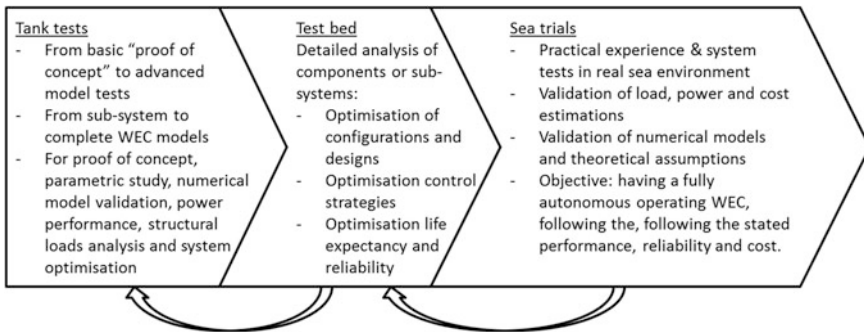 Tank tests
- From basic “proof of
concept” to advanced
model tests
- From sub-system to
complete WEC models
- For proof of concept,
parametric study, numerical
model validation, power
performance, structural
loads analysis and system
optimisation
Test bed
Detailed analysis of
components or sub-
systems:
- Optimisation of
configurations and
designs
- Optimisation control
strategies
- Optimisation life
expectancy and
reliability
Sea trials
- Practical experience & system
tests in real sea environment
- Validation of load, power and cost
estimations
- Validation of numerical models
and theoretical assumptions
- Objective: having a fully
autonomous operating WEC,
following the, following the stated
performance, reliability and cost.